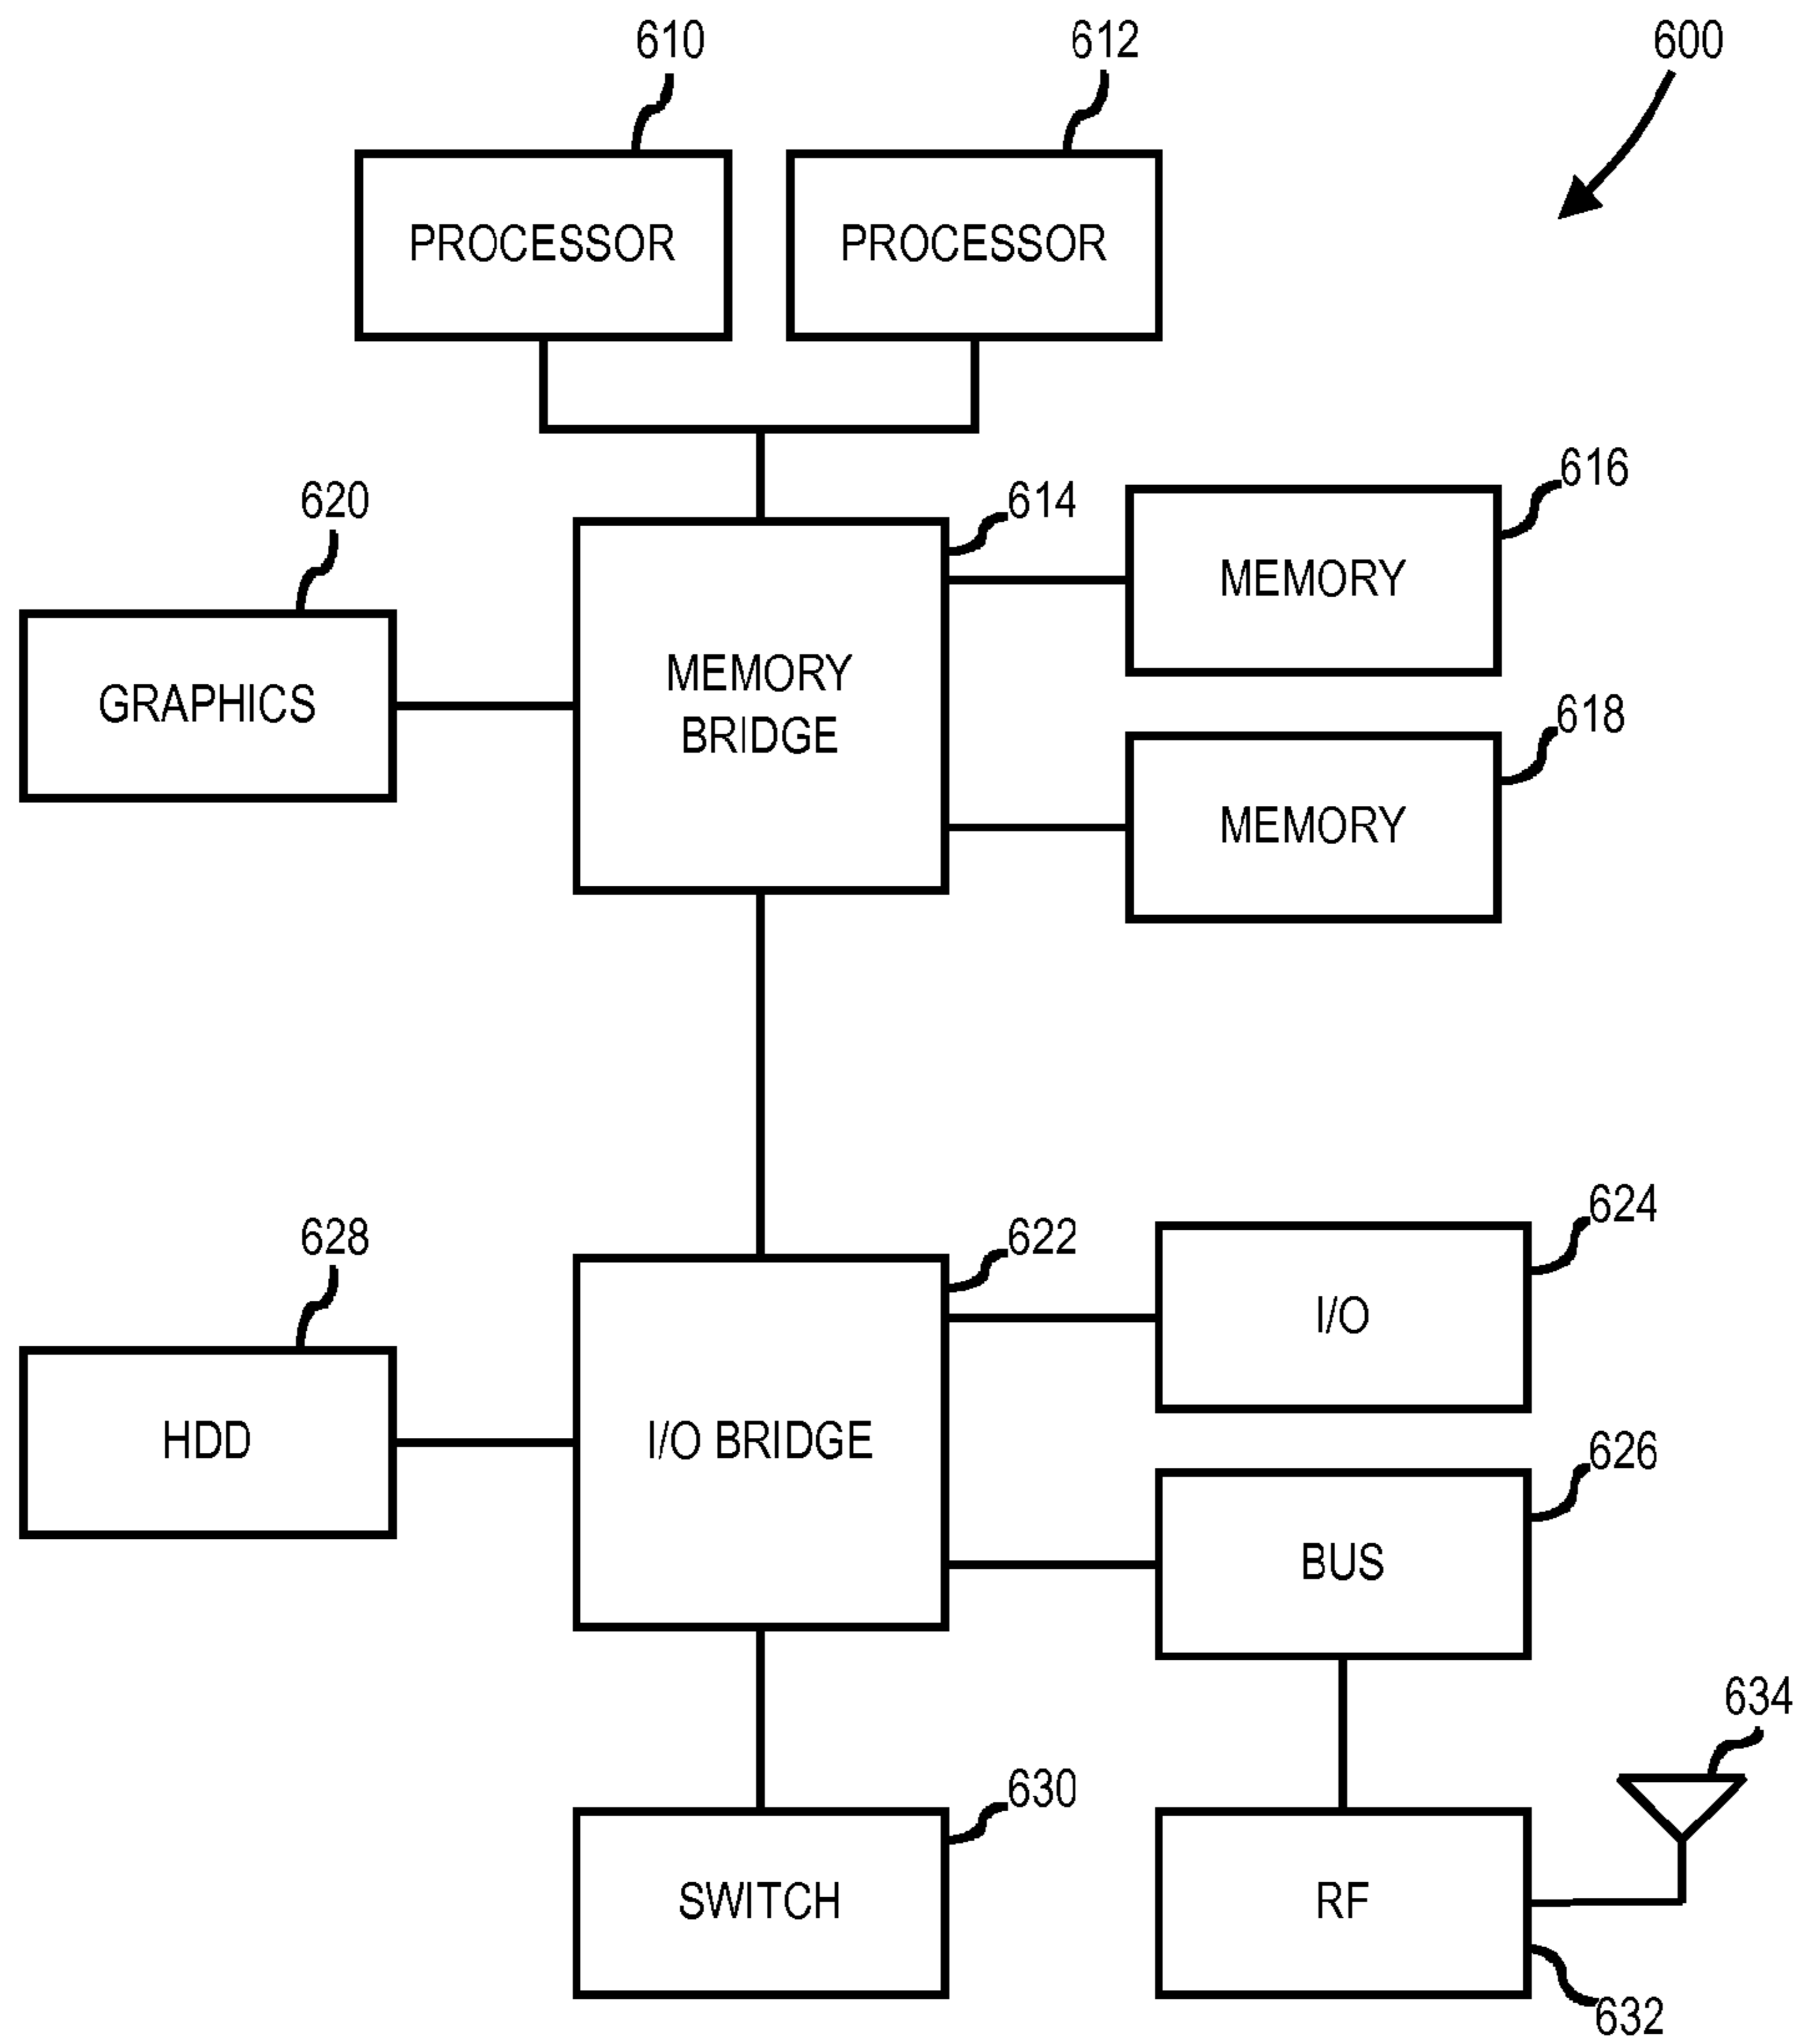 610
612
600
PROCESSOR
PROCESSOR
616
620
614
MEMORY
MEMORY
BRIDGE
GRAPHICS
618
MEMORY
624
628
622
I/O
HDD
I/O BRIDGE
626
BUS
634
630
SWITCH
RF
632